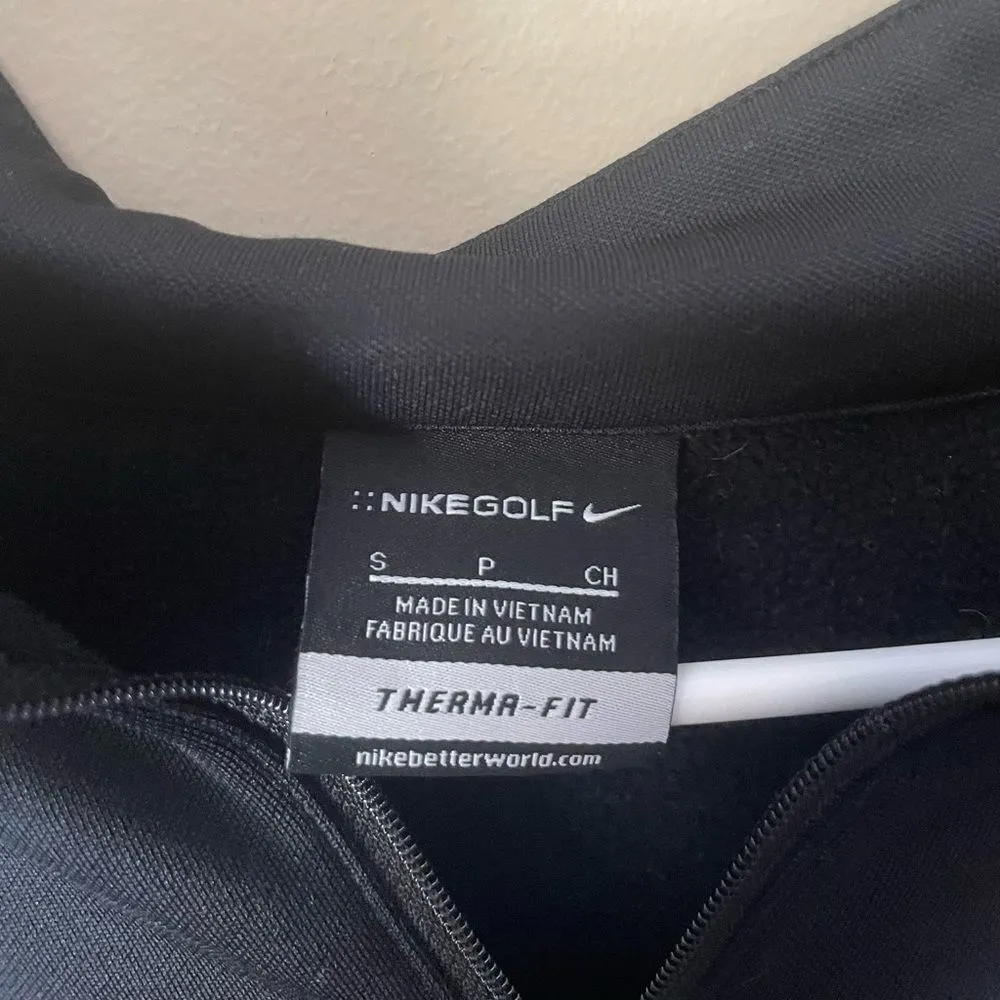 ::NIKEGOLF
S P CH
MADE IN VIETNAM
FABRIQUE AU VIETNAM
THERMA-FIT
nikebetterworld.com